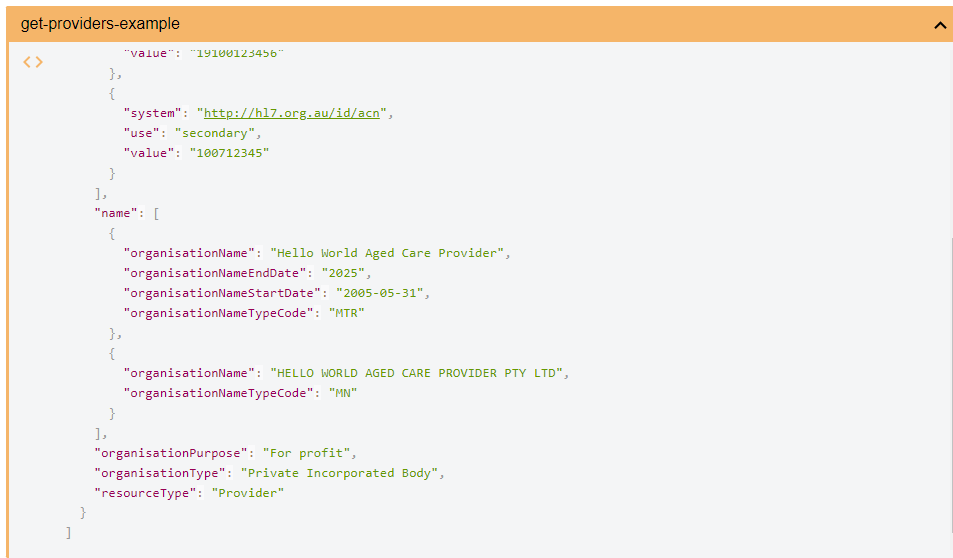 get-providers-example
"value": "19100123456"
},
{
"system": "http://hl7.org.au/id/acn",
"use": "secondary",
"value": "100712345"
}
],
"name": [
{
"organisationName": "Hello World Aged Care Provider",
"organisationNameEndDate": "2025",
"organisationNameStartDate": "2005-05-31",
"organisationNameTypeCode": "MTR"
},
{
"organisationName": "HELLO WORLD AGED CARE PROVIDER PTY LTD",
"organisationNameTypeCode": "MN"
}
],
"organisationPurpose": "For profit",
"organisationType": "Private Incorporated Body",
"resourceType": "Provider"
}
]